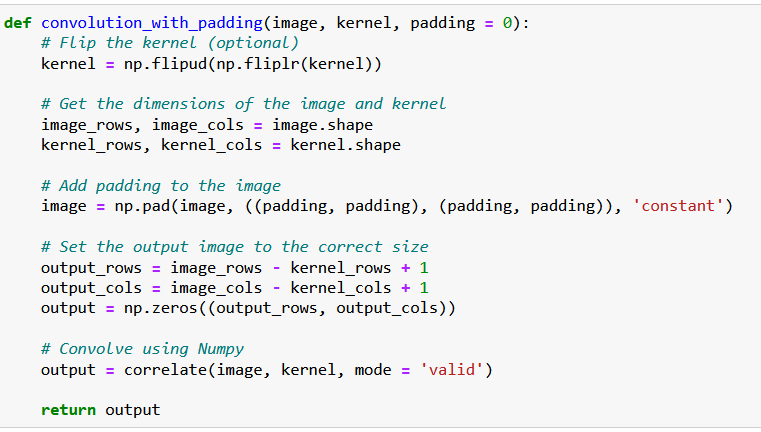 def convolution_with_padding(image, kernel, padding = 0):
    # Flip the kernel (optional)
    kernel = np.flipud(np.fliplr(kernel))

    # Get the dimensions of the image and kernel
    image_rows, image_cols = image.shape
    kernel_rows, kernel_cols = kernel.shape

    # Add padding to the image
    image = np.pad(image, ((padding, padding), (padding, padding)), 'constant')

    # Set the output image to the correct size
    output_rows = image_rows - kernel_rows + 1
    output_cols = image_cols - kernel_cols + 1
    output = np.zeros((output_rows, output_cols))

    # Convolve using Numpy
    output = correlate(image, kernel, mode = 'valid')

    return output